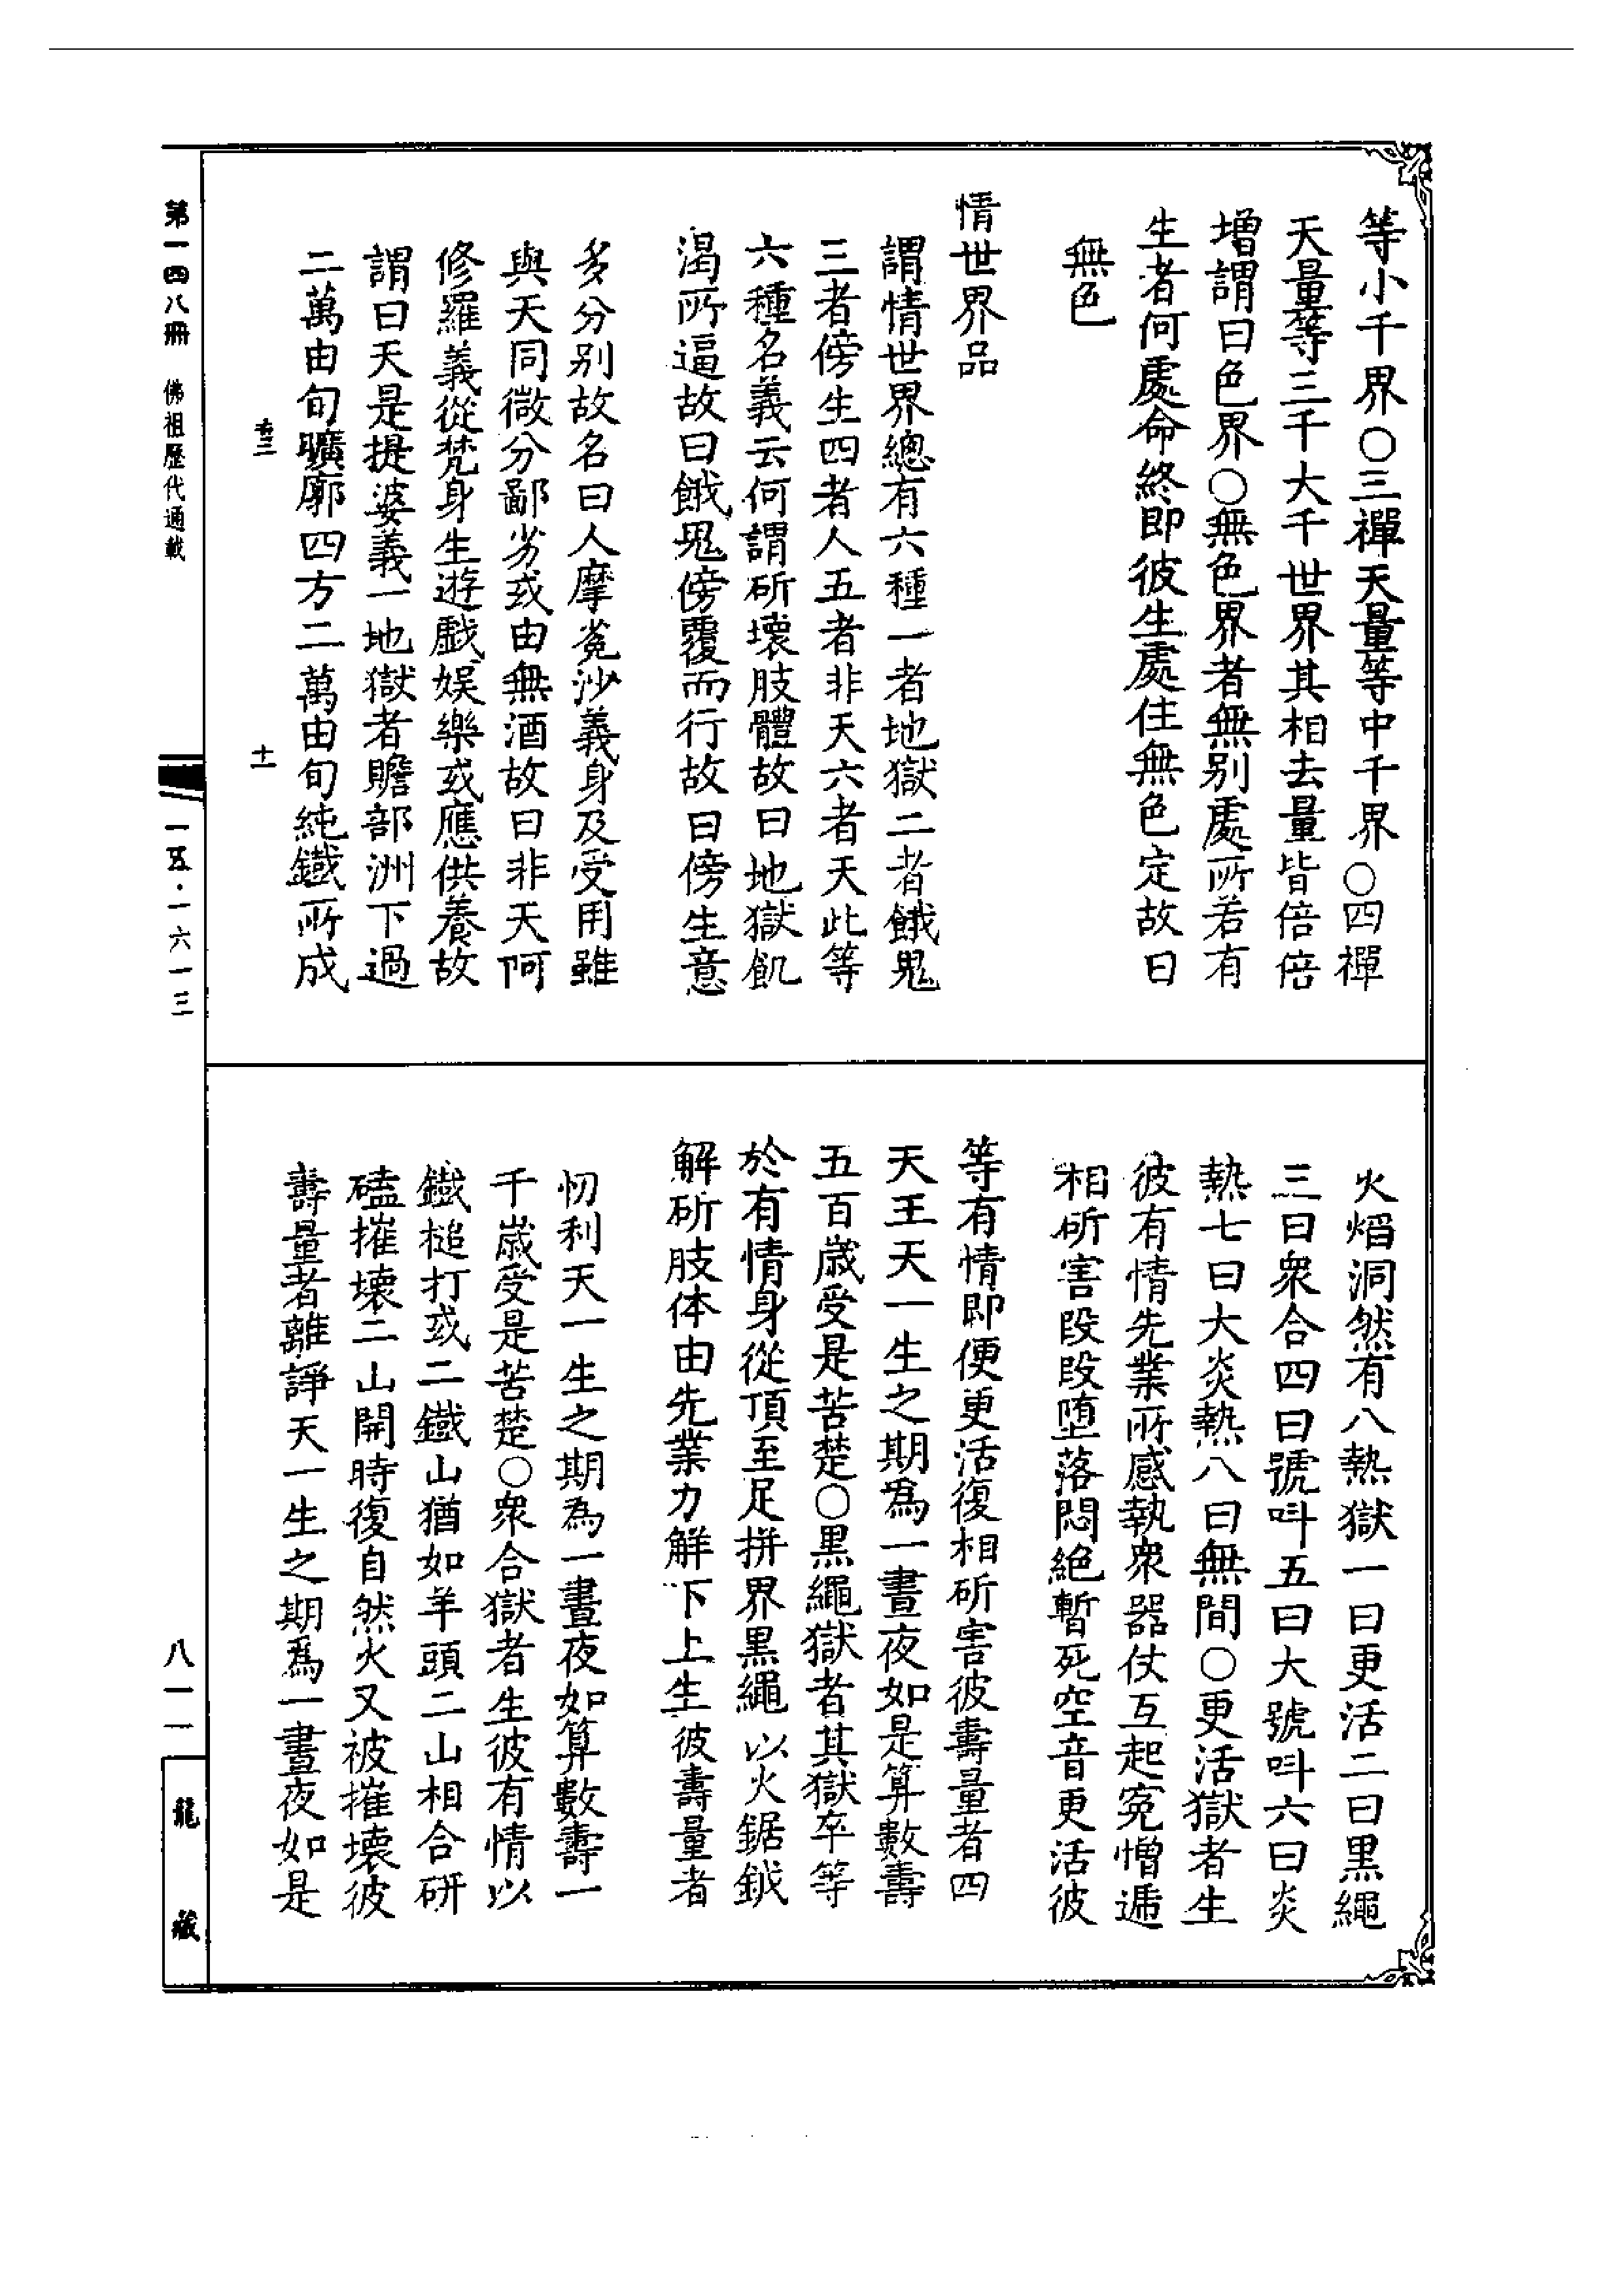 等小千界○三禪天量等中千界○四禪
天量等三千大千世界其相去量皆倍倍
增謂曰色界○無色界者無別處所若有
生者何處命終即彼生處住無色定故曰
無色
情世界品
謂情世界總有六種一者地獄二者餓鬼
三者傍生四者人五者非天六者天此等
六種名義云何謂斫壞肢體故曰地獄飢
渴所逼故曰餓鬼傍覆而行故曰傍生意
多分別故名曰人摩㝹沙義身及受用雖
與天同微分鄙劣或由無酒故曰非天阿
修羅義從梵身生遊戲娛樂或應供養故
謂曰天是提婆義一地獄者贍部洲下過
二萬由旬曠廓四方二萬由旬純鐵所成
火焰洞然有八熱獄一曰更活二曰黑繩
三曰衆合四曰號呌五曰大號呌六曰炎
熱七曰大炎熱八曰無間○更活獄者生
彼有情先業所感執衆器仗互起寃憎遞
相斫害段段墮落悶絕暫死空音更活彼
等有情即便更活復相斫害彼壽量者四
天王天一生之期爲一晝夜如是算數壽
五百歲受是苦楚○黑繩獄者其獄卒等
於有情身從頂至足拼界黑繩以火鋸鉞
解斫肢体由先業力解下上生彼壽量者
忉利天一生之期為一晝夜如算數壽一
千歲受是苦楚○衆合獄者生彼有情以
鐵槌打或二鐵山猶如羊頭二山相合研
磕摧壞二山開時復自然火又被摧壞彼
壽量者離諍天一生之期爲一晝夜如是
十一
第一四八冊　佛祖歷代通載
一五·一六一三
八一一
龍藏